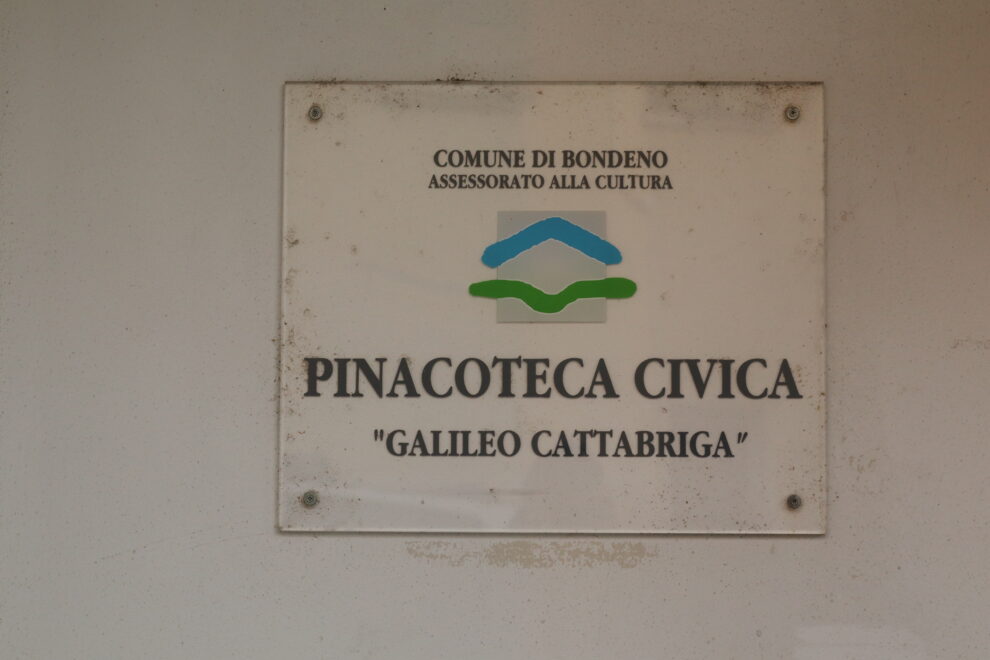 COMUNE DI BONDENO
ASSESSORATO ALLA CULTURA
PINACOTECA CIVICA
"GALILEO CATTABRIGA"